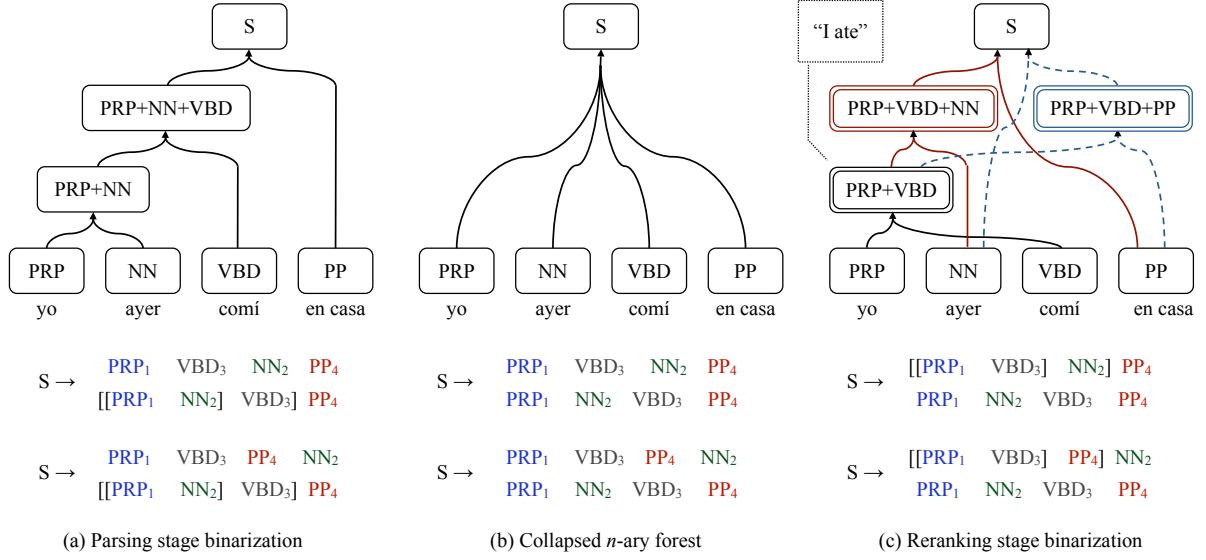 S
PRP+NN+VBD
PRP+NN
PRP NN VBD PP
yo ayer comí en casa
PRP1 VBD3 NN2 PP4
S →
[[PRP1 NN2] VBD3] PP4
PRP1 VBD3 PP4 NN2
S →
[[PRP1 NN2] VBD3] PP4
(a) Parsing stage binarization
S
PRP NN VBD PP
yo ayer comí en casa
PRP1 VBD3 NN2 PP4
S →
PRP1 NN2 VBD3 PP4
PRP1 VBD3 PP4 NN2
S →
PRP1 NN2 VBD3 PP4
(b) Collapsed n-ary forest
“I ate”
S
PRP+VBD+NN PRP+VBD+PP
PRP+VBD
PRP NN VBD PP
yo ayer comí en casa
[[PRP1 VBD3] NN2] PP4
S →
PRP1 NN2 VBD3 PP4
[[PRP1 VBD3] PP4] NN2
S →
PRP1 NN2 VBD3 PP4
(c) Reranking stage binarization